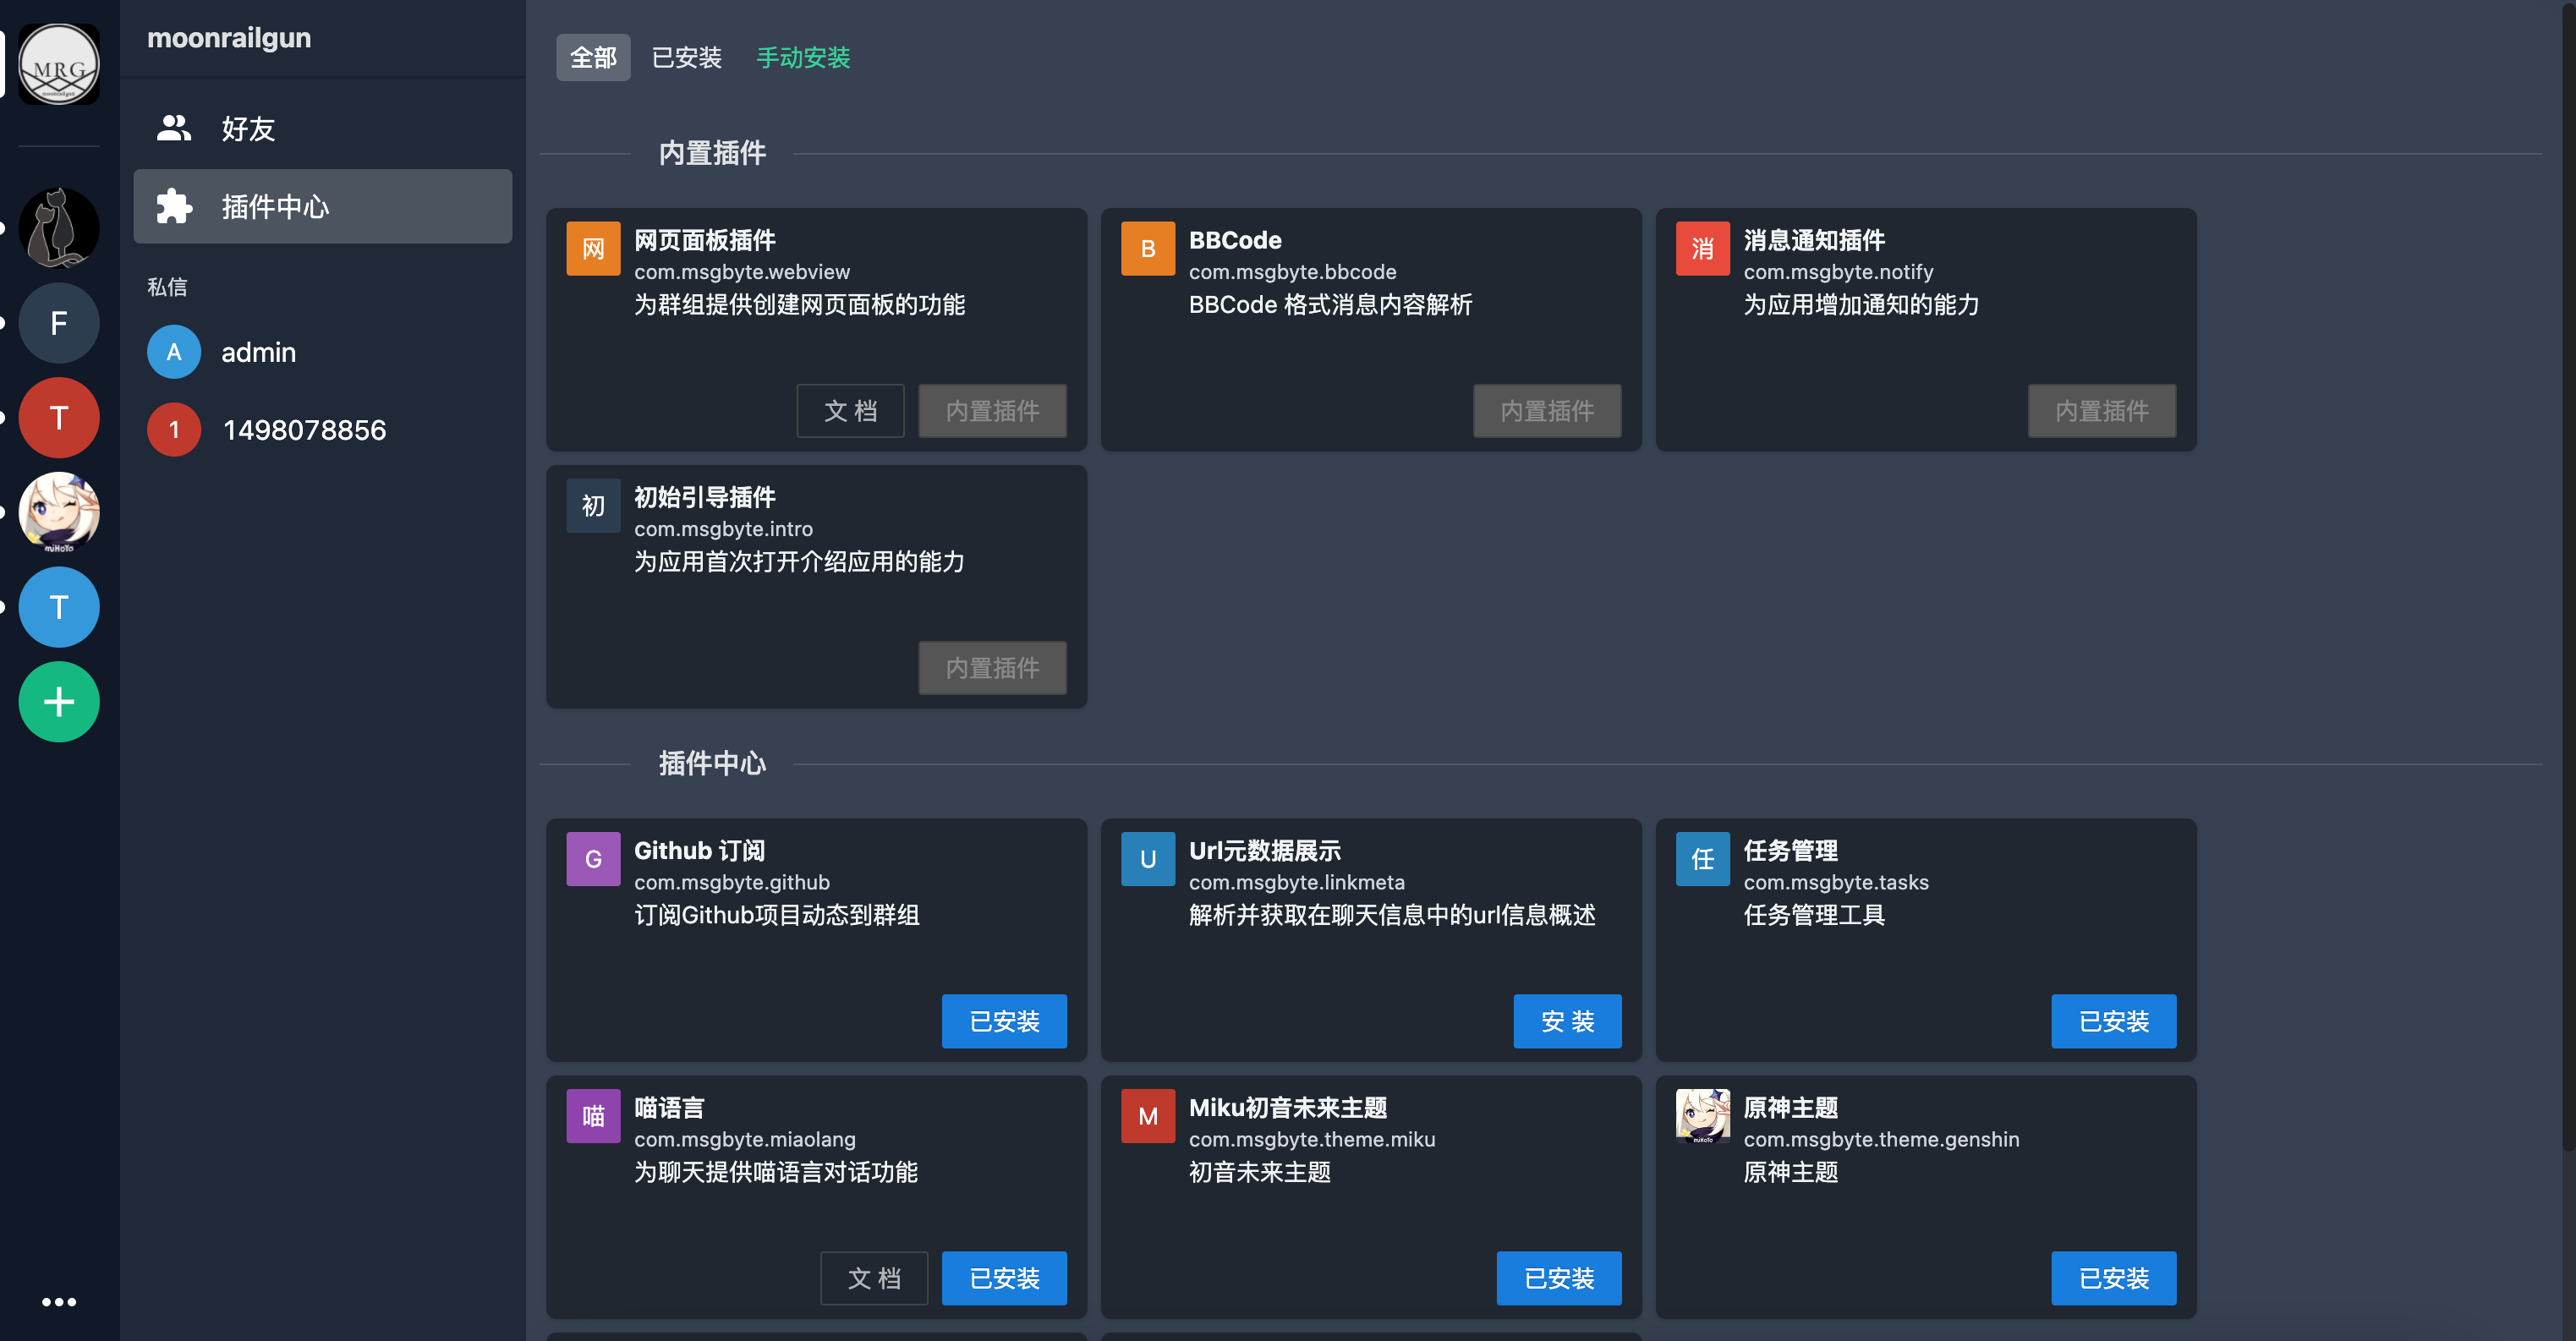 MRG
moonrailgun
F
T
miHoYo
T
moonrailgun
好友
插件中心
私信
A
admin
1
1498078856
全部
已安装
手动安装
内置插件
网
网页面板插件
com.msgbyte.webview
为群组提供创建网页面板的功能
文 档
内置插件
B
BBCode
com.msgbyte.bbcode
BBCode 格式消息内容解析
内置插件
消
消息通知插件
com.msgbyte.notify
为应用增加通知的能力
内置插件
初
初始引导插件
com.msgbyte.intro
为应用首次打开介绍应用的能力
内置插件
插件中心
G
Github 订阅
com.msgbyte.github
订阅Github项目动态到群组
已安装
U
Url元数据展示
com.msgbyte.linkmeta
解析并获取在聊天信息中的url信息概述
安 装
任
任务管理
com.msgbyte.tasks
任务管理工具
已安装
喵
喵语言
com.msgbyte.miaolang
为聊天提供喵语言对话功能
文 档
已安装
M
Miku初音未来主题
com.msgbyte.theme.miku
初音未来主题
已安装
miHoYo
原神主题
com.msgbyte.theme.genshin
原神主题
已安装